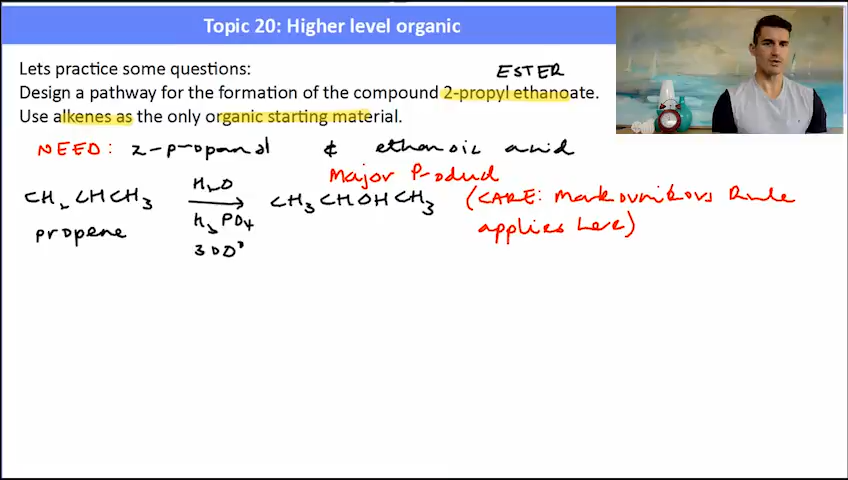 Topic 20: Higher level organic
Lets practice some questions:
ESTER
Design a pathway for the formation of the compound 2-propyl ethanoate.
Use alkenes as the only organic starting material.
NEED: 2-propanol & ethanoic acid
Major Product
CH₂CHCH₃ H₂O CH₃CHOHCH₃ (CARE: Markovnikovs Rule
propene H₃PO₄ applies here)
300°